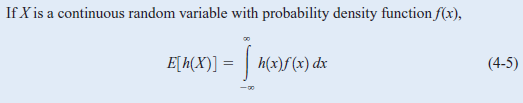 If X is a continuous random variable with probability density function f(x),
E[h(X)] = ∫_{-∞}^{∞} h(x)f(x) dx (4-5)